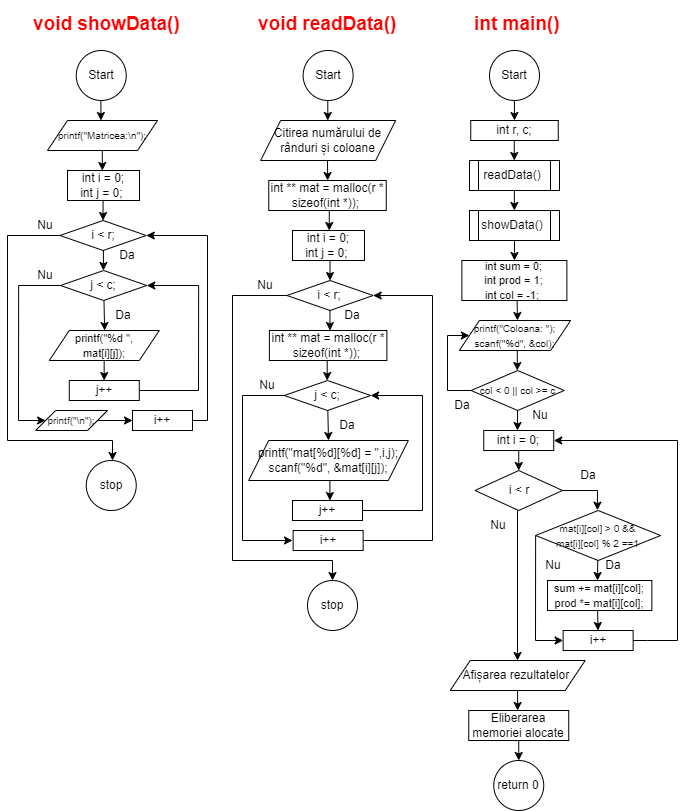 void showData()
Start
printf("Matricea:\n");
int i = 0;
int j = 0;
Nu
i < r;
Da
Nu
j < c;
Da
printf("%d ",
mat[i][j]);
j++
printf("\n");
i++
stop
void readData()
Start
Citirea numărului de
rânduri și coloane
int ** mat = malloc(r *
sizeof(int *));
int i = 0;
int j = 0;
Nu
i < r;
Da
int ** mat = malloc(r *
sizeof(int *));
Nu
j < c;
Da
printf("mat[%d][%d] = ",i,j);
scanf("%d", &mat[i][j]);
j++
i++
stop
int main()
Start
int r, c;
readData()
showData()
int sum = 0;
int prod = 1;
int col = -1;
printf("Coloana: ");
scanf("%d", &col);
col < 0 || col >= c
Da
Nu
int i = 0;
i < r
Da
Nu
mat[i][col] > 0 &&
mat[i][col] % 2 ==1
Nu
Da
sum += mat[i][col];
prod *= mat[i][col];
i++
Afișarea rezultatelor
Eliberarea
memoriei alocate
return 0